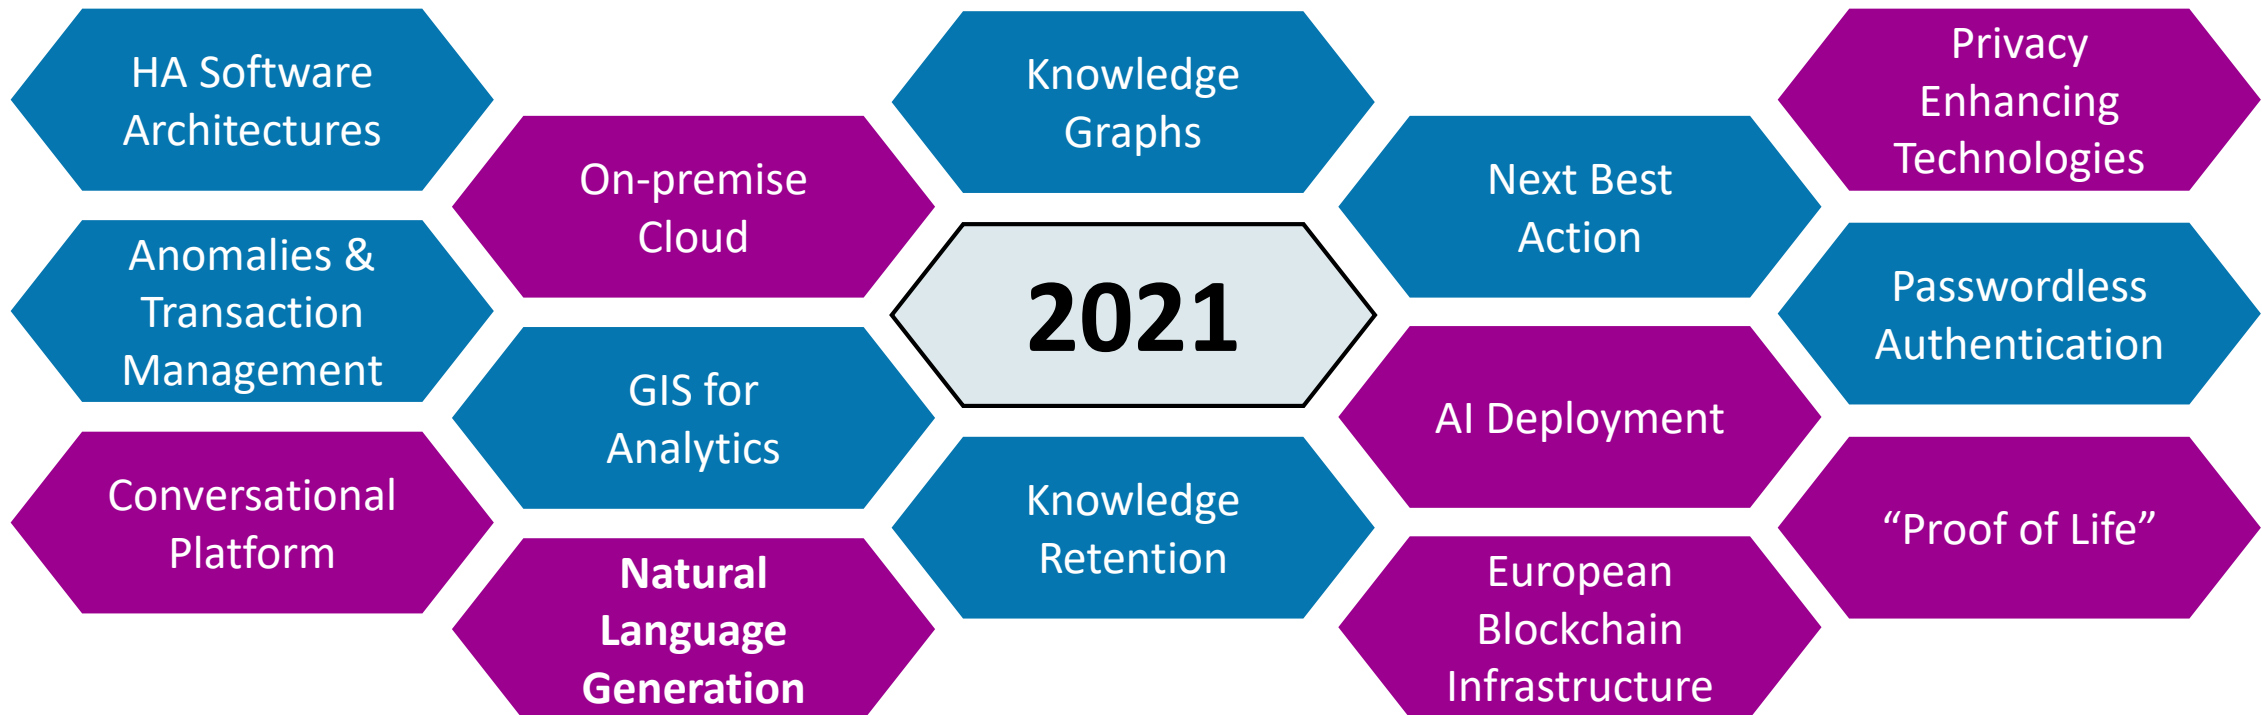 HA Software
Architectures
Anomalies &
Transaction
Management
Conversational
Platform
On-premise
Cloud
GIS for
Analytics
Natural
Language
Generation
Knowledge
Graphs
2021
Knowledge
Retention
Next Best
Action
AI Deployment
European
Blockchain
Infrastructure
Privacy
Enhancing
Technologies
Passwordless
Authentication
“Proof of Life”